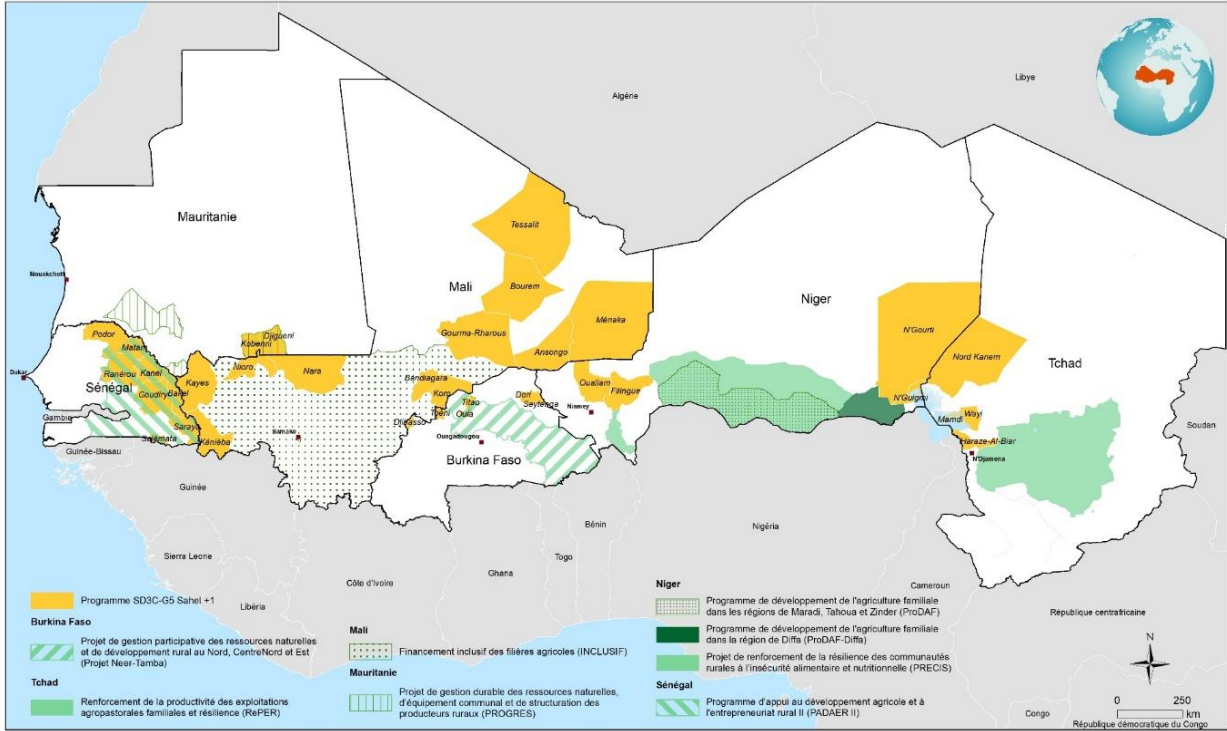 Libye
Algérie
Mauritanie
Tessalit
Nouakchott
Mali
Bourem
Niger
Ménaka
N'Gourti
Podor
Djigueni
Kobenni
Gourma-Rharous
Nord Kanem
Tchad
Matam
Ansongo
Dakar
Ranérou
Kanel
Kayes
Nioro
Nara
Bandiagara
Ouallam
Filingue
Sénégal
Goudiry
Bakel
Koro
Titao
Dori
Seytenga
N'Guigmi
Mamdi
Wayi
Gambie
Saraya
Djibasso
TOéni
Ouia
Niamey
Salémata
Kéniéba
Bamako
Ouagadougou
Haraze-Al-Biar
N'Djamena
Soudan
Guinée-Bissau
Burkina Faso
Guinée
Bénin
Nigéria
Sierra Leone
Togo
Ghana
Côte d'Ivoire
Libéria
Cameroun
République centrafricaine
Programme SD3C-G5 Sahel +1
Burkina Faso
Projet de gestion participative des ressources naturelles
et de développement rural au Nord, CentreNord et Est
(Projet Neer-Tamba)
Tchad
Renforcement de la productivité des exploitations
agropastorales familiales et résilience (RePER)
Mali
Financement inclusif des filières agricoles (INCLUSIF)
Mauritanie
Projet de gestion durable des ressources naturelles,
d'équipement communal et de structuration des
producteurs ruraux (PROGRES)
Niger
Programme de développement de l'agriculture familiale
dans les régions de Maradi, Tahoua et Zinder (ProDAF)
Programme de développement de l'agriculture familiale
dans la région de Diffa (ProDAF-Diffa)
Projet de renforcement de la résilience des communautés
rurales à l'insécurité alimentaire et nutritionnelle (PRECIS)
Sénégal
Programme d'appui au développement agricole et à
l'entrepreneuriat rural II (PADAER II)
N
0 250
km
Congo
République démocratique du Congo